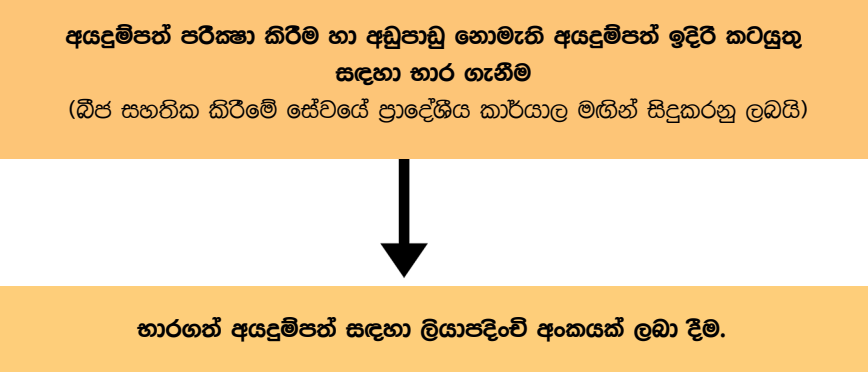 අයදුම්පත් පරීක්‍ෂා කිරීම හා අඩුපාඩු නොමැති අයදුම්පත් ඉදිරි කටයුතු
සඳහා භාර ගැනීම
(බීජ සහතික කිරීමේ සේවයේ ප්‍රාදේශීය කාර්යාල මඟින් සිදුකරනු ලබයි)
භාරගත් අයදුම්පත් සඳහා ලියාපදිංචි අංකයක් ලබා දීම.